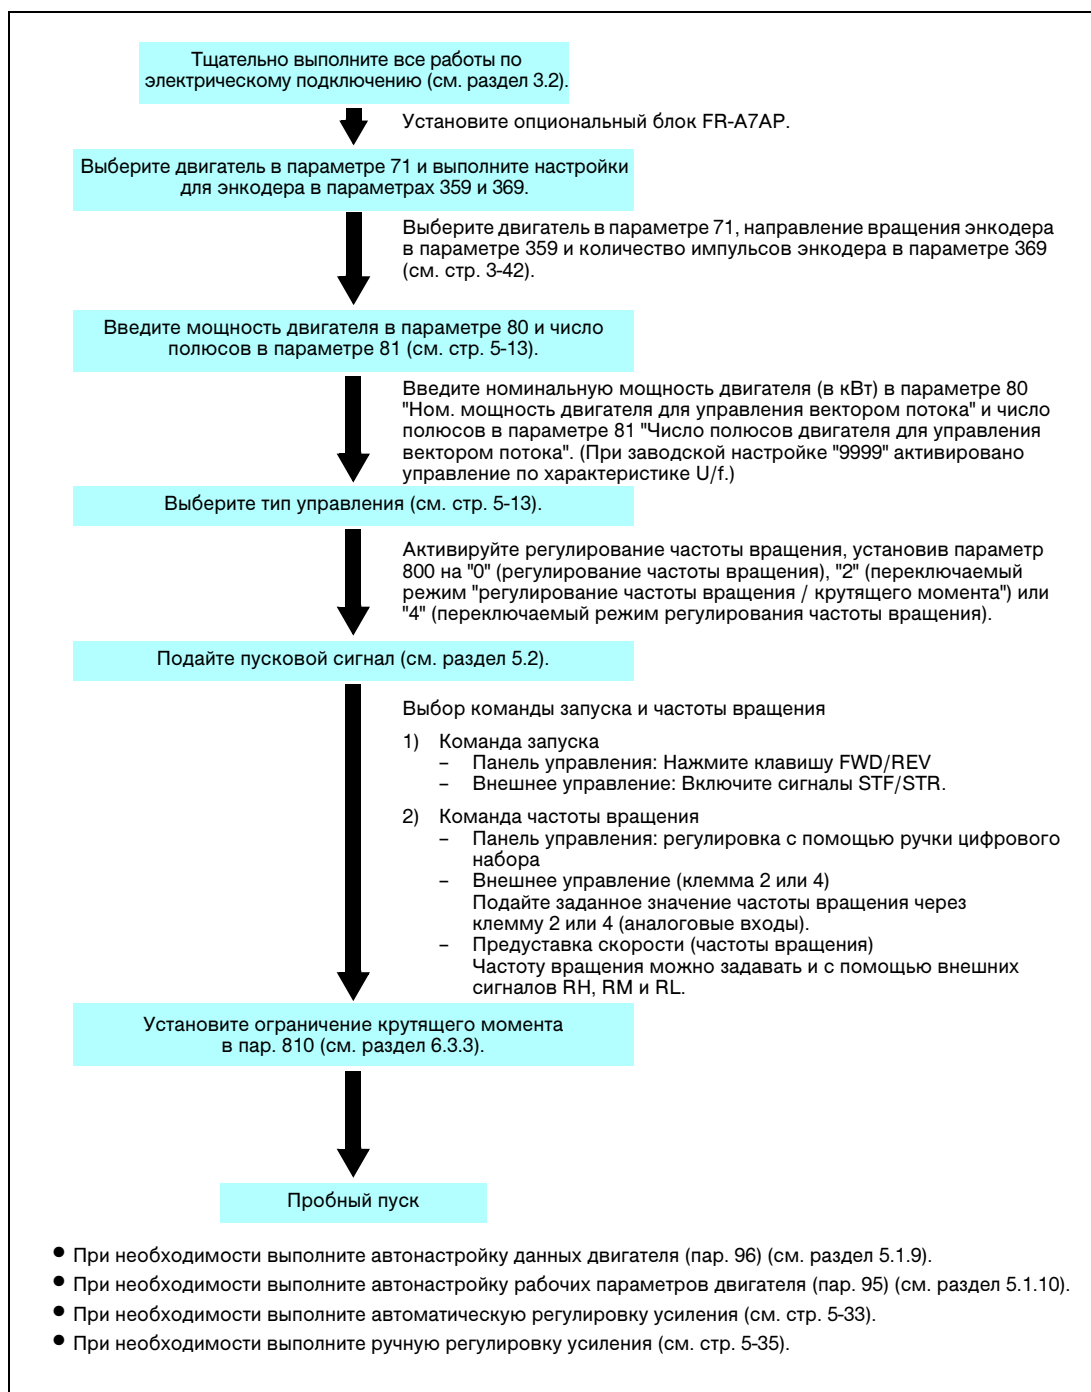 Тщательно выполните все работы по
электрическому подключению (см. раздел 3.2).
Установите опциональный блок FR-A7AP.
Выберите двигатель в параметре 71 и выполните настройки
для энкодера в параметрах 359 и 369.
Выберите двигатель в параметре 71, направление вращения энкодера
в параметре 359 и количество импульсов энкодера в параметре 369
(см. стр. 3-42).
Введите мощность двигателя в параметре 80 и число
полюсов в параметре 81 (см. стр. 5-13).
Введите номинальную мощность двигателя (в кВт) в параметре 80
"Ном. мощность двигателя для управления вектором потока" и число
полюсов в параметре 81 "Число полюсов двигателя для управления
вектором потока". (При заводской настройке "9999" активировано
управление по характеристике U/f.)
Выберите тип управления (см. стр. 5-13).
Активируйте регулирование частоты вращения, установив параметр
800 на "0" (регулирование частоты вращения), "2" (переключаемый
режим "регулирование частоты вращения / крутящего момента") или
"4" (переключаемый режим регулирования частоты вращения).
Подайте пусковой сигнал (см. раздел 5.2).
Выбор команды запуска и частоты вращения
1) Команда запуска
– Панель управления: Нажмите клавишу FWD/REV
– Внешнее управление: Включите сигналы STF/STR.
2) Команда частоты вращения
– Панель управления: регулировка с помощью ручки цифрового
набора
– Внешнее управление (клемма 2 или 4)
Подайте заданное значение частоты вращения через
клемму 2 или 4 (аналоговые входы).
– Предуставка скорости (частоты вращения)
Частоту вращения можно задавать и с помощью внешних
сигналов RH, RM и RL.
Установите ограничение крутящего момента
в пар. 810 (см. раздел 6.3.3).
Пробный пуск
● При необходимости выполните автонастройку данных двигателя (пар. 96) (см. раздел 5.1.9).
● При необходимости выполните автонастройку рабочих параметров двигателя (пар. 95) (см. раздел 5.1.10).
● При необходимости выполните автоматическую регулировку усиления (см. стр. 5-33).
● При необходимости выполните ручную регулировку усиления (см. стр. 5-35).